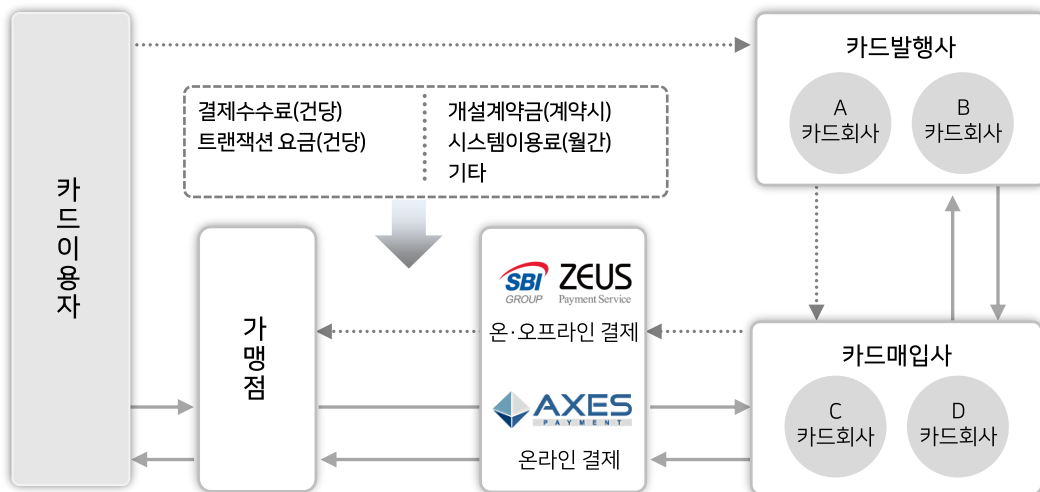 카드이용자
카드발행사
A
카드회사
B
카드회사
결제수수료(건당)
트랜잭션 요금(건당)
개설계약금(계약시)
시스템이용료(월간)
기타
가맹점
SBI
GROUP
ZEUS
Payment Service
온·오프라인 결제
AXES
PAYMENT
온라인 결제
카드매입사
C
카드회사
D
카드회사